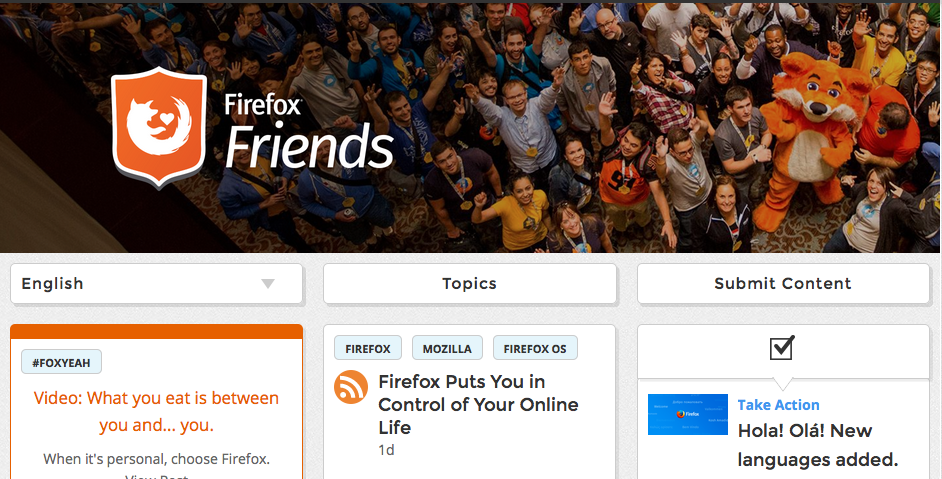 Firefox
Friends
English
Topics
Submit Content
#FOXYEAH
Video: What you eat is between
you and... you.
When it's personal, choose Firefox.
View Post
FIREFOX
MOZILLA
FIREFOX OS
Firefox Puts You in
Control of Your Online
Life
1d
Take Action
Firefox
Hola! Olá! New
languages added.